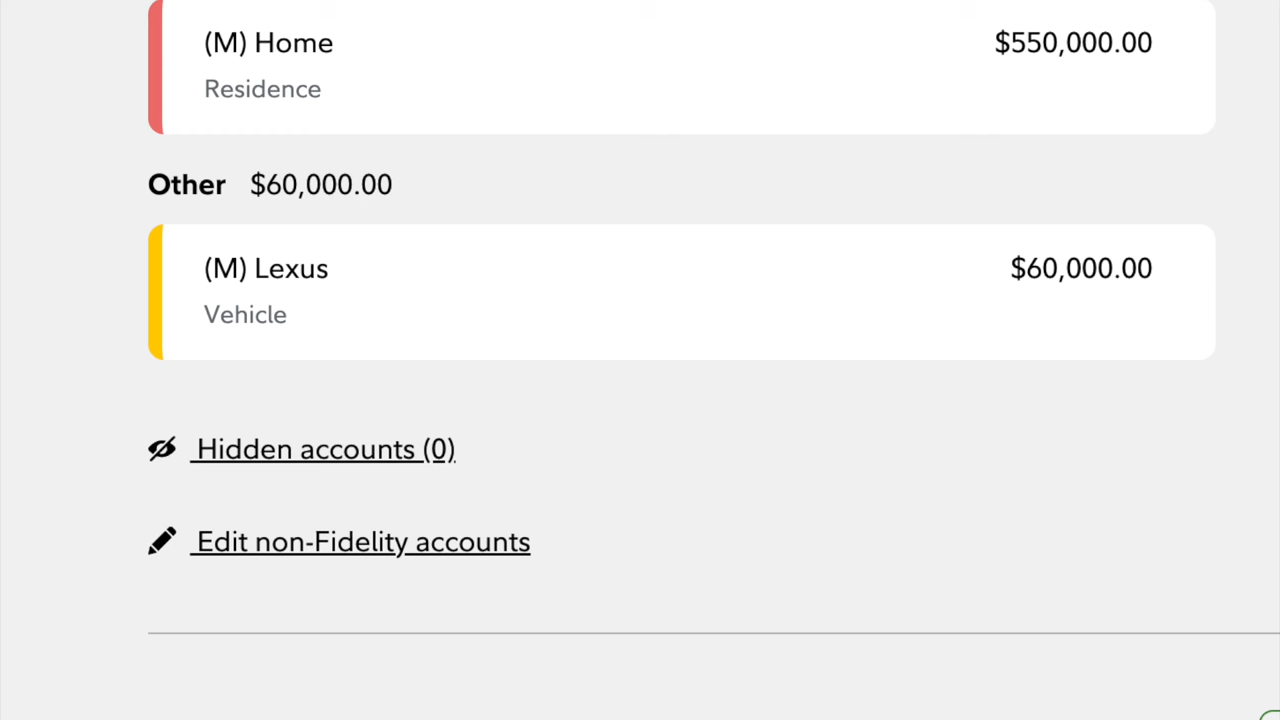 (M) Home $550,000.00
Residence
Other $60,000.00
(M) Lexus $60,000.00
Vehicle
Hidden accounts (0)
Edit non-Fidelity accounts